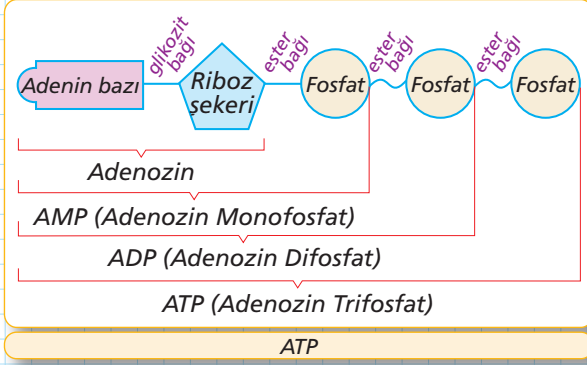 glikozit
bağı
ester
bağı
ester
bağı
ester
bağı
Adenin bazı
Riboz
şekeri
Fosfat
Fosfat
Fosfat
Adenozin
AMP (Adenozin Monofosfat)
ADP (Adenozin Difosfat)
ATP (Adenozin Trifosfat)
ATP